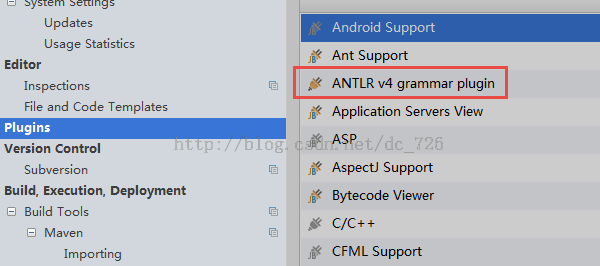 System Settings
Updates
Usage Statistics
Editor
Inspections
File and Code Templates
Plugins
Version Control
Subversion
Build, Execution, Deployment
Build Tools
Maven
Importing
Android Support
Ant Support
ANTLR v4 grammar plugin
Application Servers View
ASP
AspectJ Support
Bytecode Viewer
C/C++
CFML Support
http://blog.csdn.net/dc_726